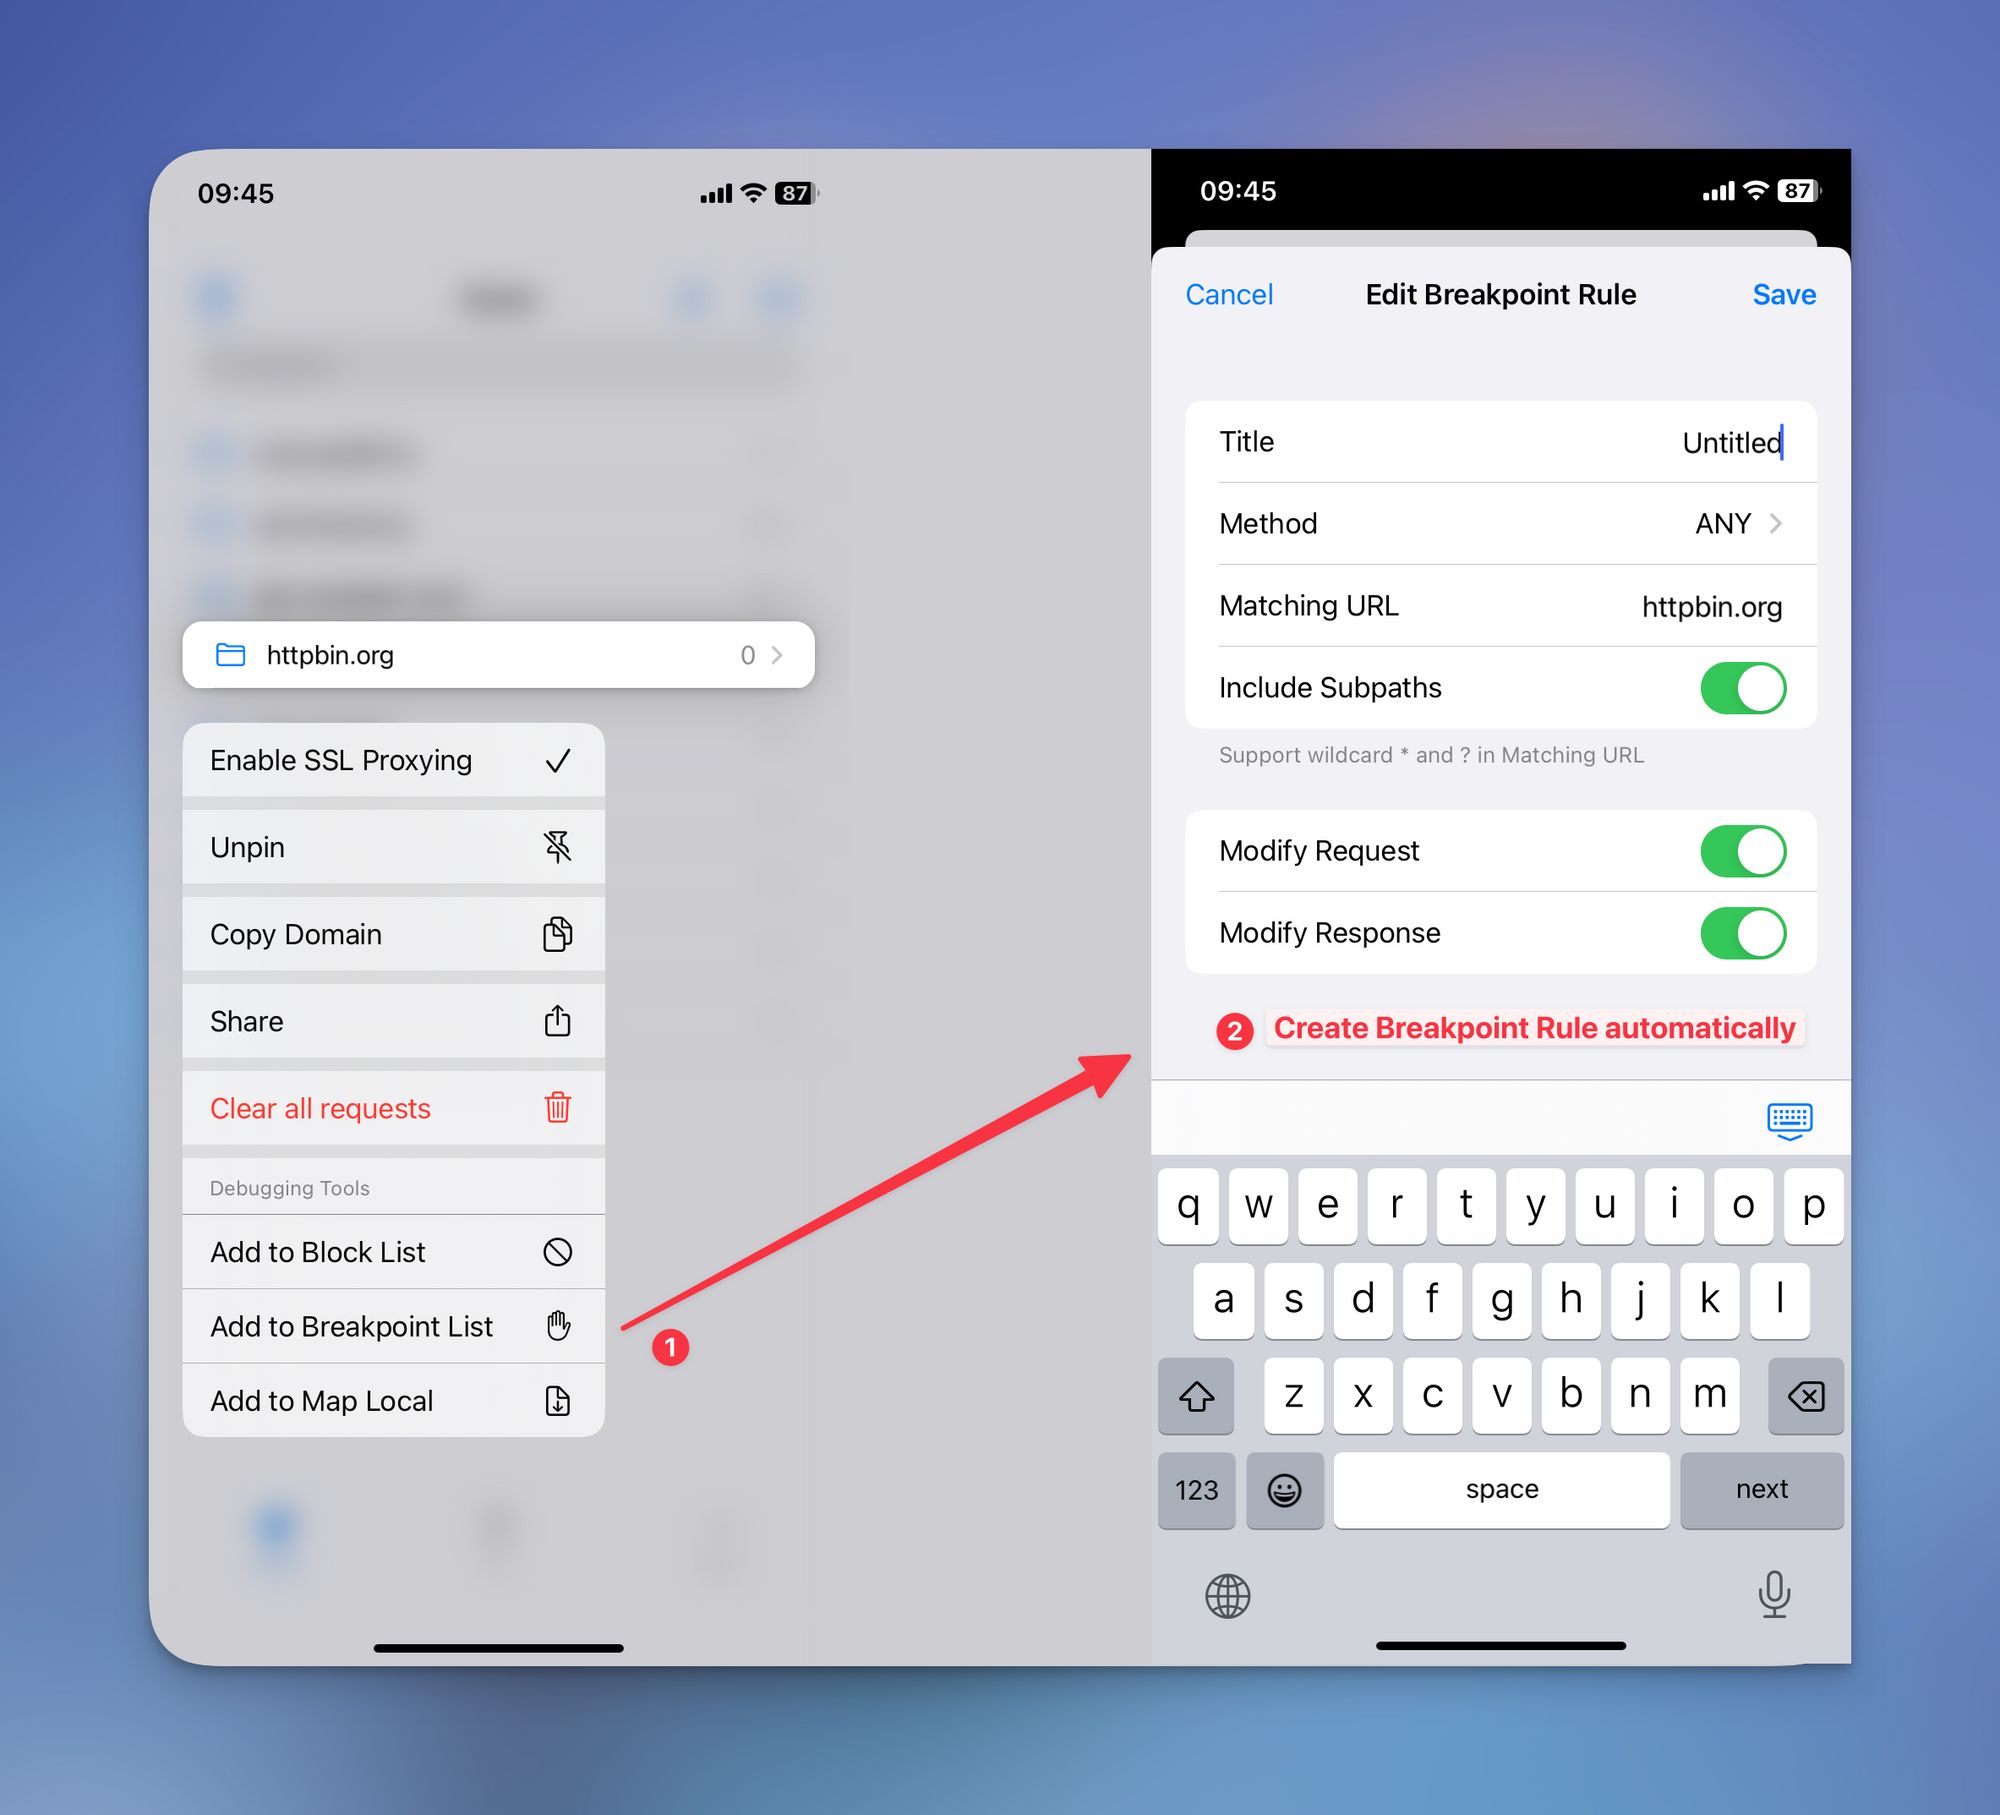 09:45
87
httpbin.org
0
Enable SSL Proxying
Unpin
Copy Domain
Share
Clear all requests
Debugging Tools
Add to Block List
Add to Breakpoint List
Add to Map Local
1
09:45
87
Cancel
Edit Breakpoint Rule
Save
Title
Untitled
Method
ANY
Matching URL
httpbin.org
Include Subpaths
Support wildcard * and ? in Matching URL
Modify Request
Modify Response
2 Create Breakpoint Rule automatically
q w e r t y u i o p
a s d f g h j k l
z x c v b n m
123
space
next